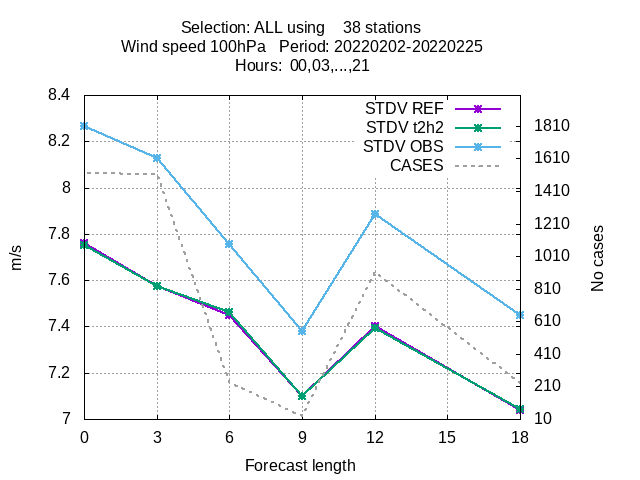 Selection: ALL using    38 stations
Wind speed 100hPa   Period: 20220202-20220225
Hours:  00,03,...,21
8.4
8.2
8
7.8
7.6
7.4
7.2
7
m/s
STDV REF
STDV t2h2
STDV OBS
CASES
1810
1610
1410
1210
1010
810
610
410
210
10
No cases
0 3 6 9 12 15 18
Forecast length